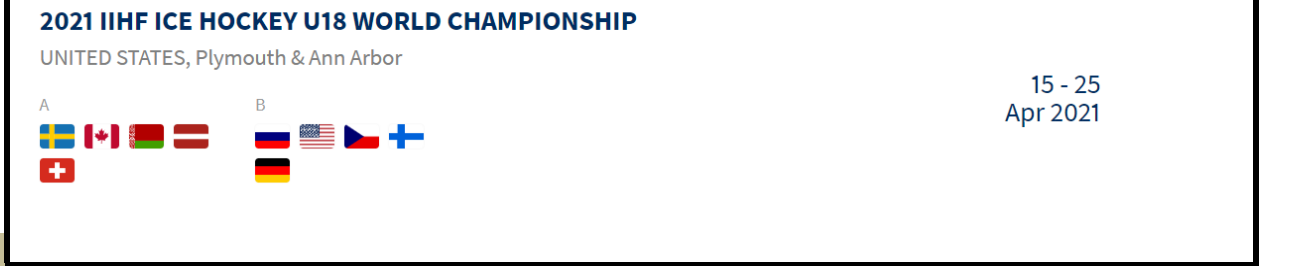 2021 IIHF ICE HOCKEY U18 WORLD CHAMPIONSHIP
UNITED STATES, Plymouth & Ann Arbor
A
B
15 - 25
Apr 2021